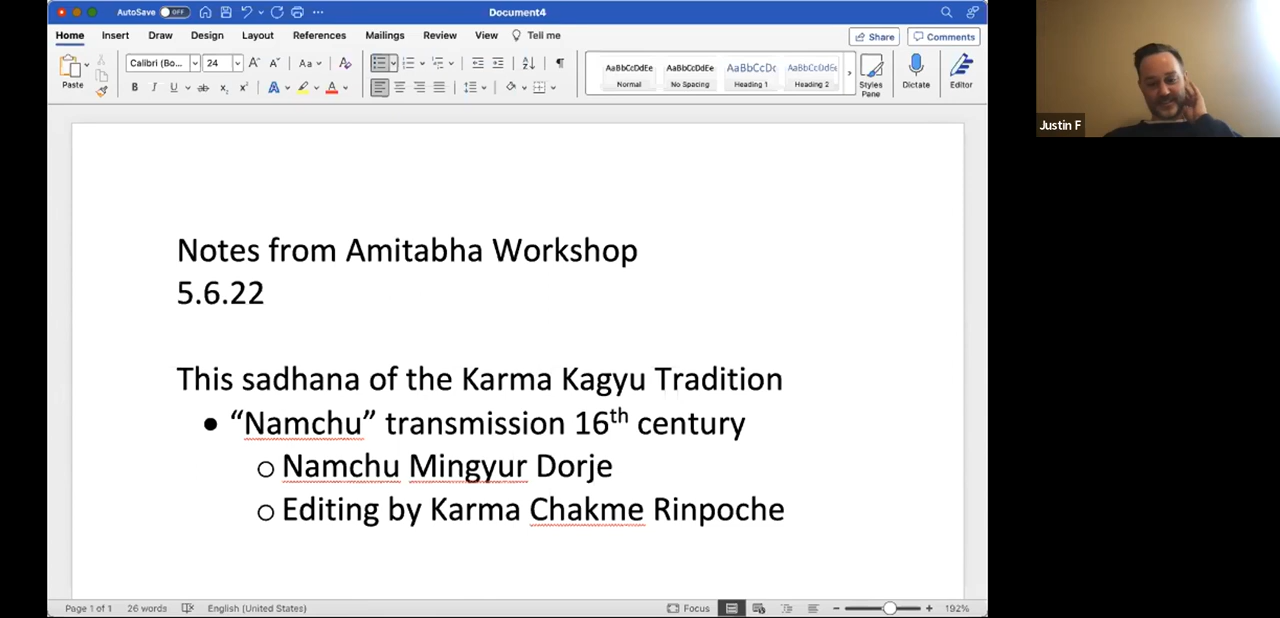 AutoSave OFF
Document4
Home Insert Draw Design Layout References Mailings Review View Tell me
Share Comments
Paste
Calibri (Bo... 24
AaBbCcDdEe AaBbCcDdEe AaBbCcDc AaBbCcDdEe
Normal No Spacing Heading 1 Heading 2
Styles Pane
Dictate
Editor
Justin F
Notes from Amitabha Workshop
5.6.22
This sadhana of the Karma Kagyu Tradition
• “Namchu” transmission 16th century
o Namchu Mingyur Dorje
o Editing by Karma Chakme Rinpoche
Page 1 of 1 26 words English (United States) Focus 192%